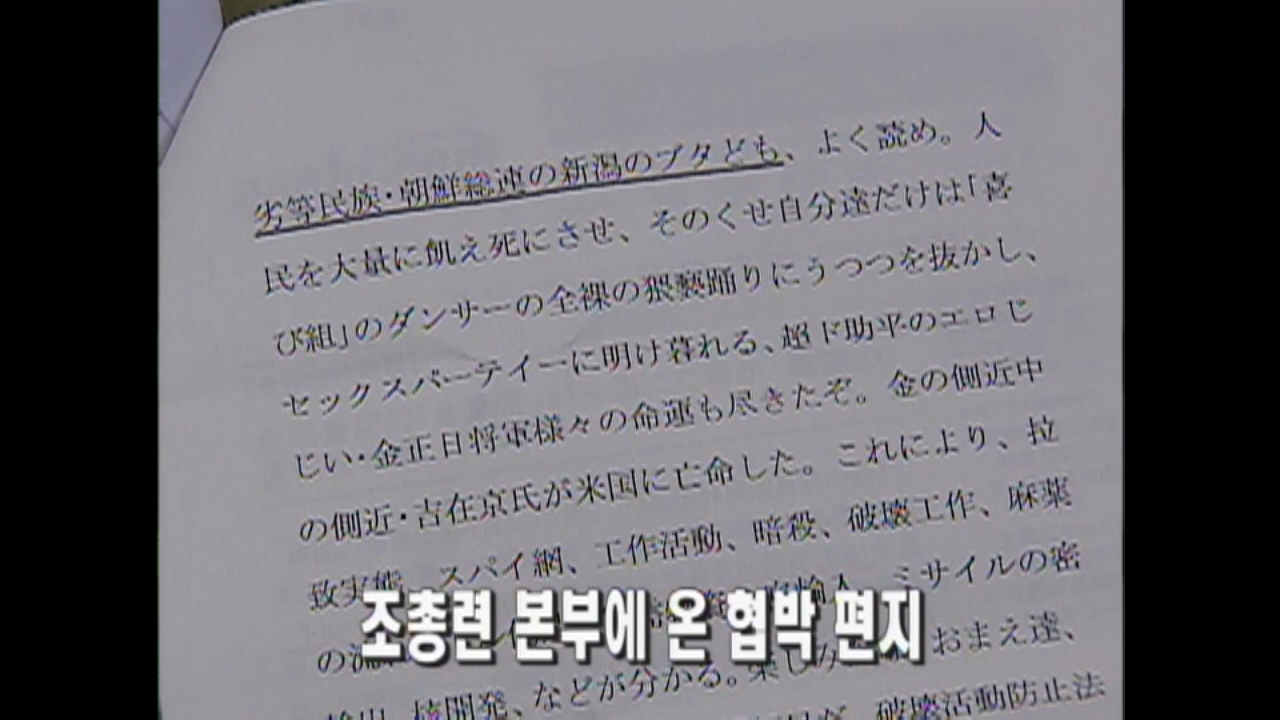 劣等民族・朝鮮総連の新潟のブタども、よく読め。人
民を大量に飢え死にさせ、そのくせ自分達だけは「喜
び組」のダンサーの全裸の猥褻踊りにうつつを抜かし、
セックスパーテイーに明け暮れる、超ド助平のエロじ
じい・金正日将軍様々の命運も尽きたぞ。金の側近中
の側近・吉在京氏が米国に亡命した。これにより、拉
致実態、スパイ網、工作活動、暗殺、破壊工作、麻薬
の ミサイルの密
核開発、などが分かる。 おまえ達、
破壊活動防止法
조총련 본부에 온 협박 편지